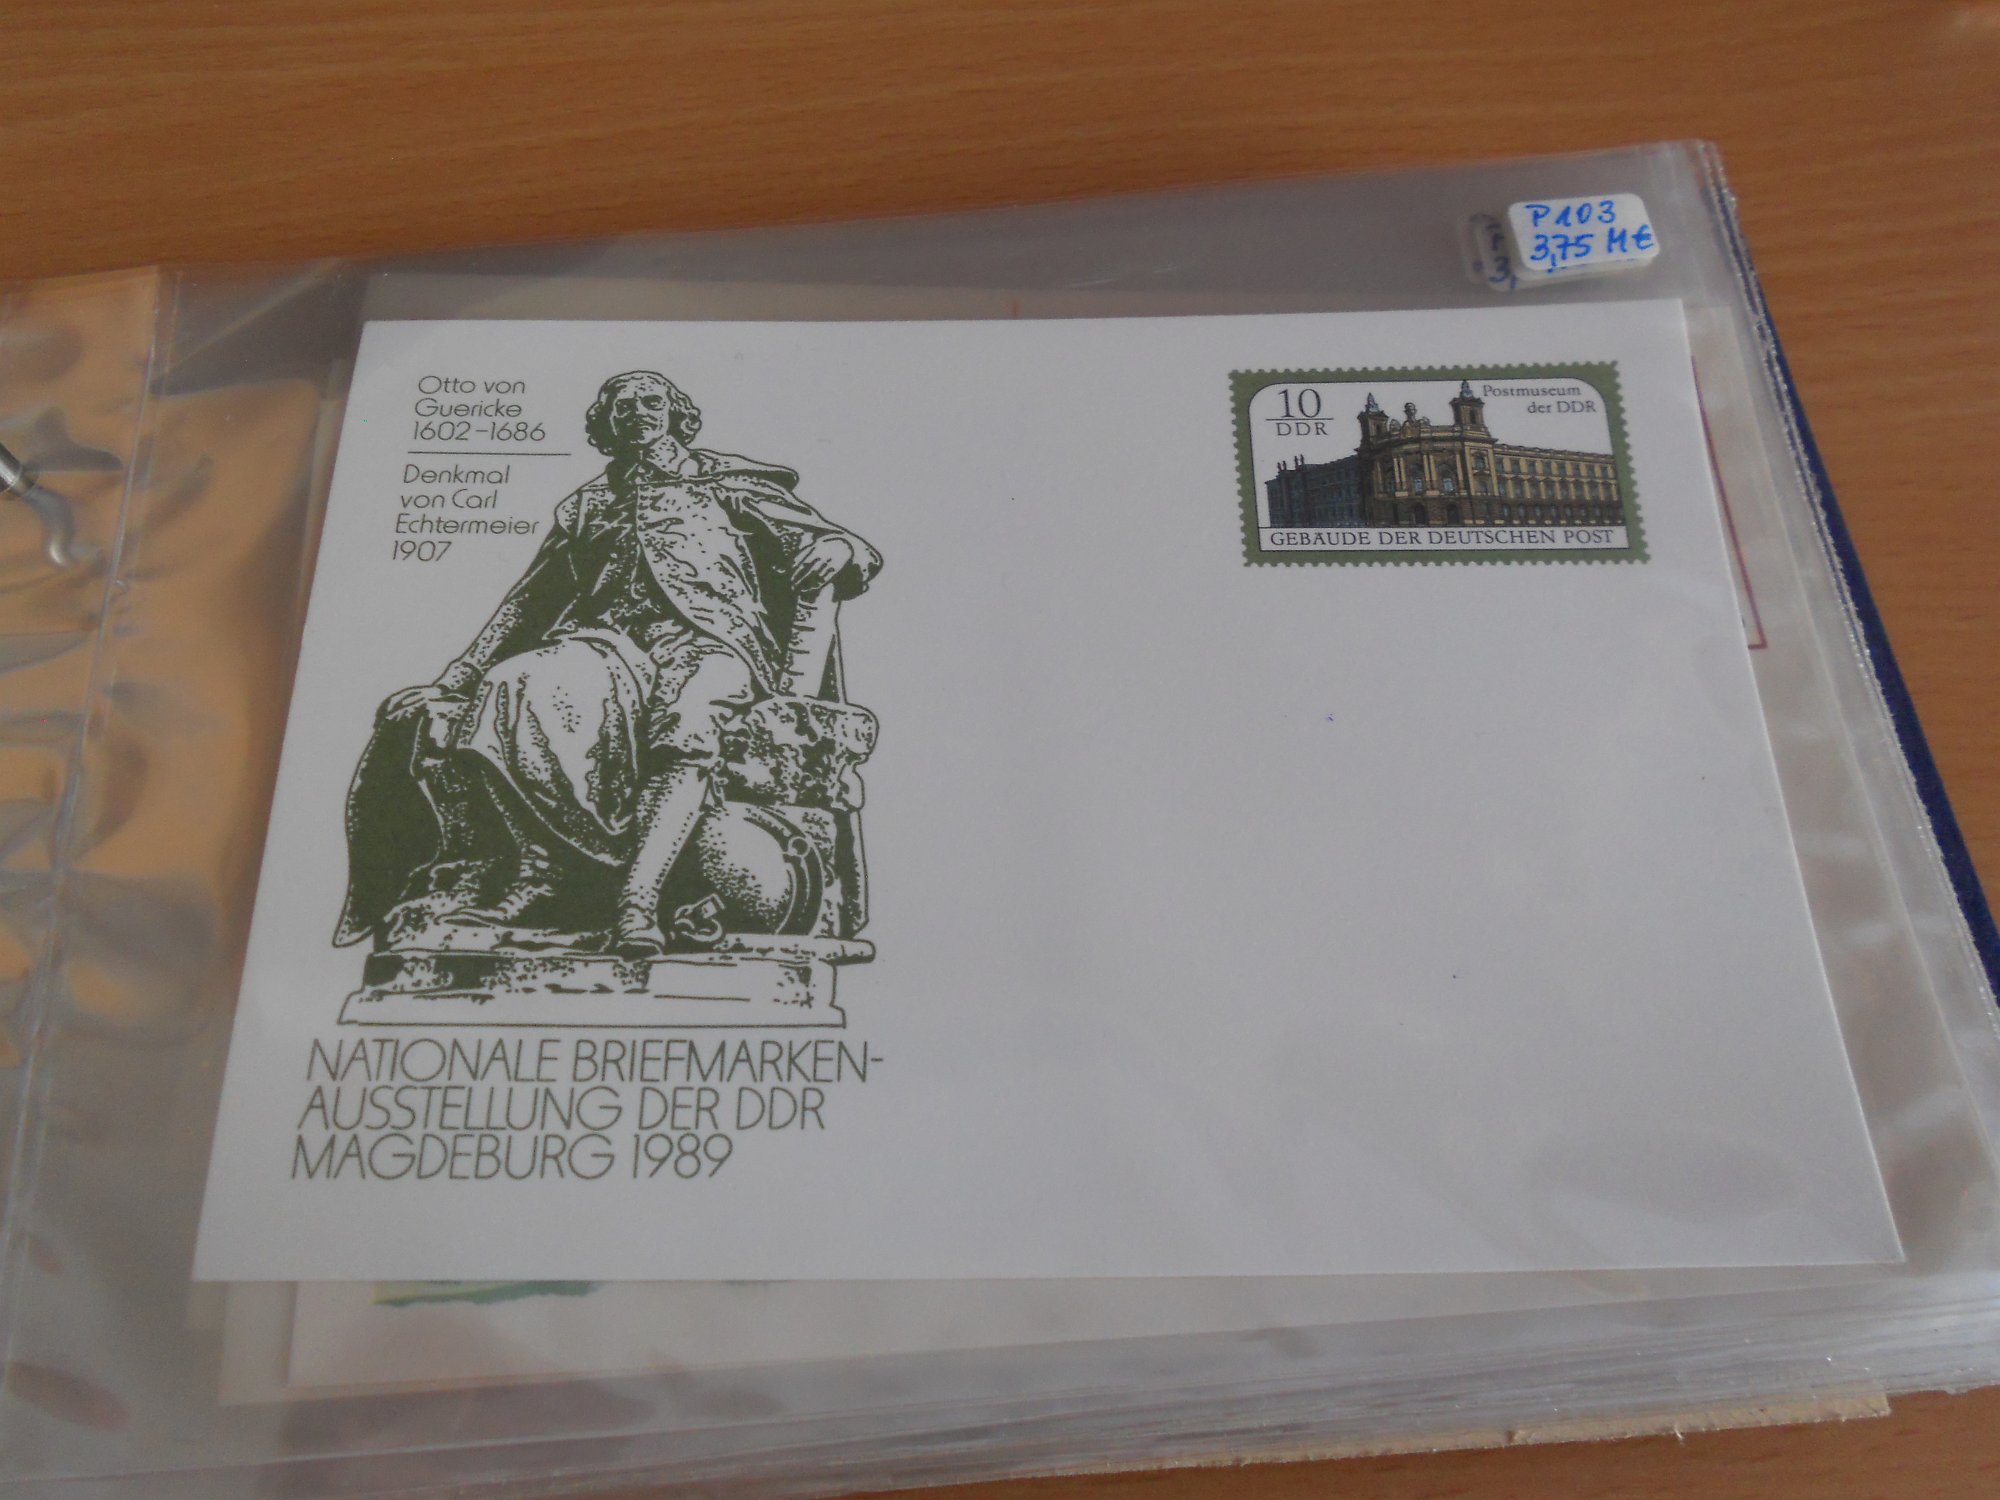 P103
3,75 M€
Otto von
Guericke
1602-1686
Denkmal
von Carl
Echtermeier
1907
10
DDR
Postmuseum
der DDR
GEBÄUDE DER DEUTSCHEN POST
NATIONALE BRIEFMARKEN-
AUSSTELLUNG DER DDR
MAGDEBURG 1989